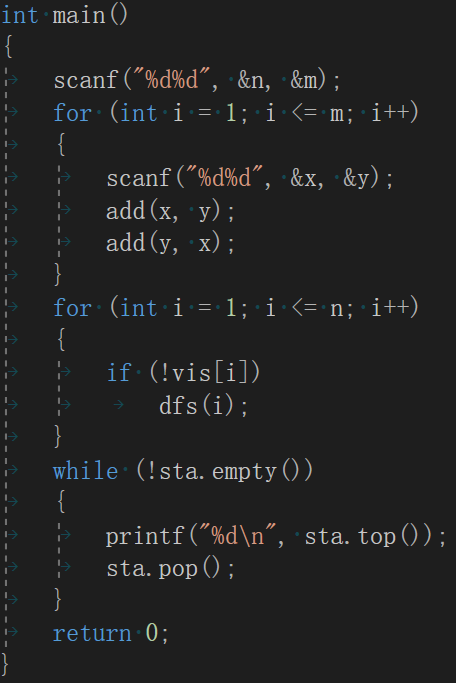 int main()
{
scanf("%d%d", &n, &m);
for (int i = 1; i <= m; i++)
{
scanf("%d%d", &x, &y);
add(x, y);
add(y, x);
}
for (int i = 1; i <= n; i++)
{
if (!vis[i])
dfs(i);
}
while (!sta.empty())
{
printf("%d\n", sta.top());
sta.pop();
}
return 0;
}